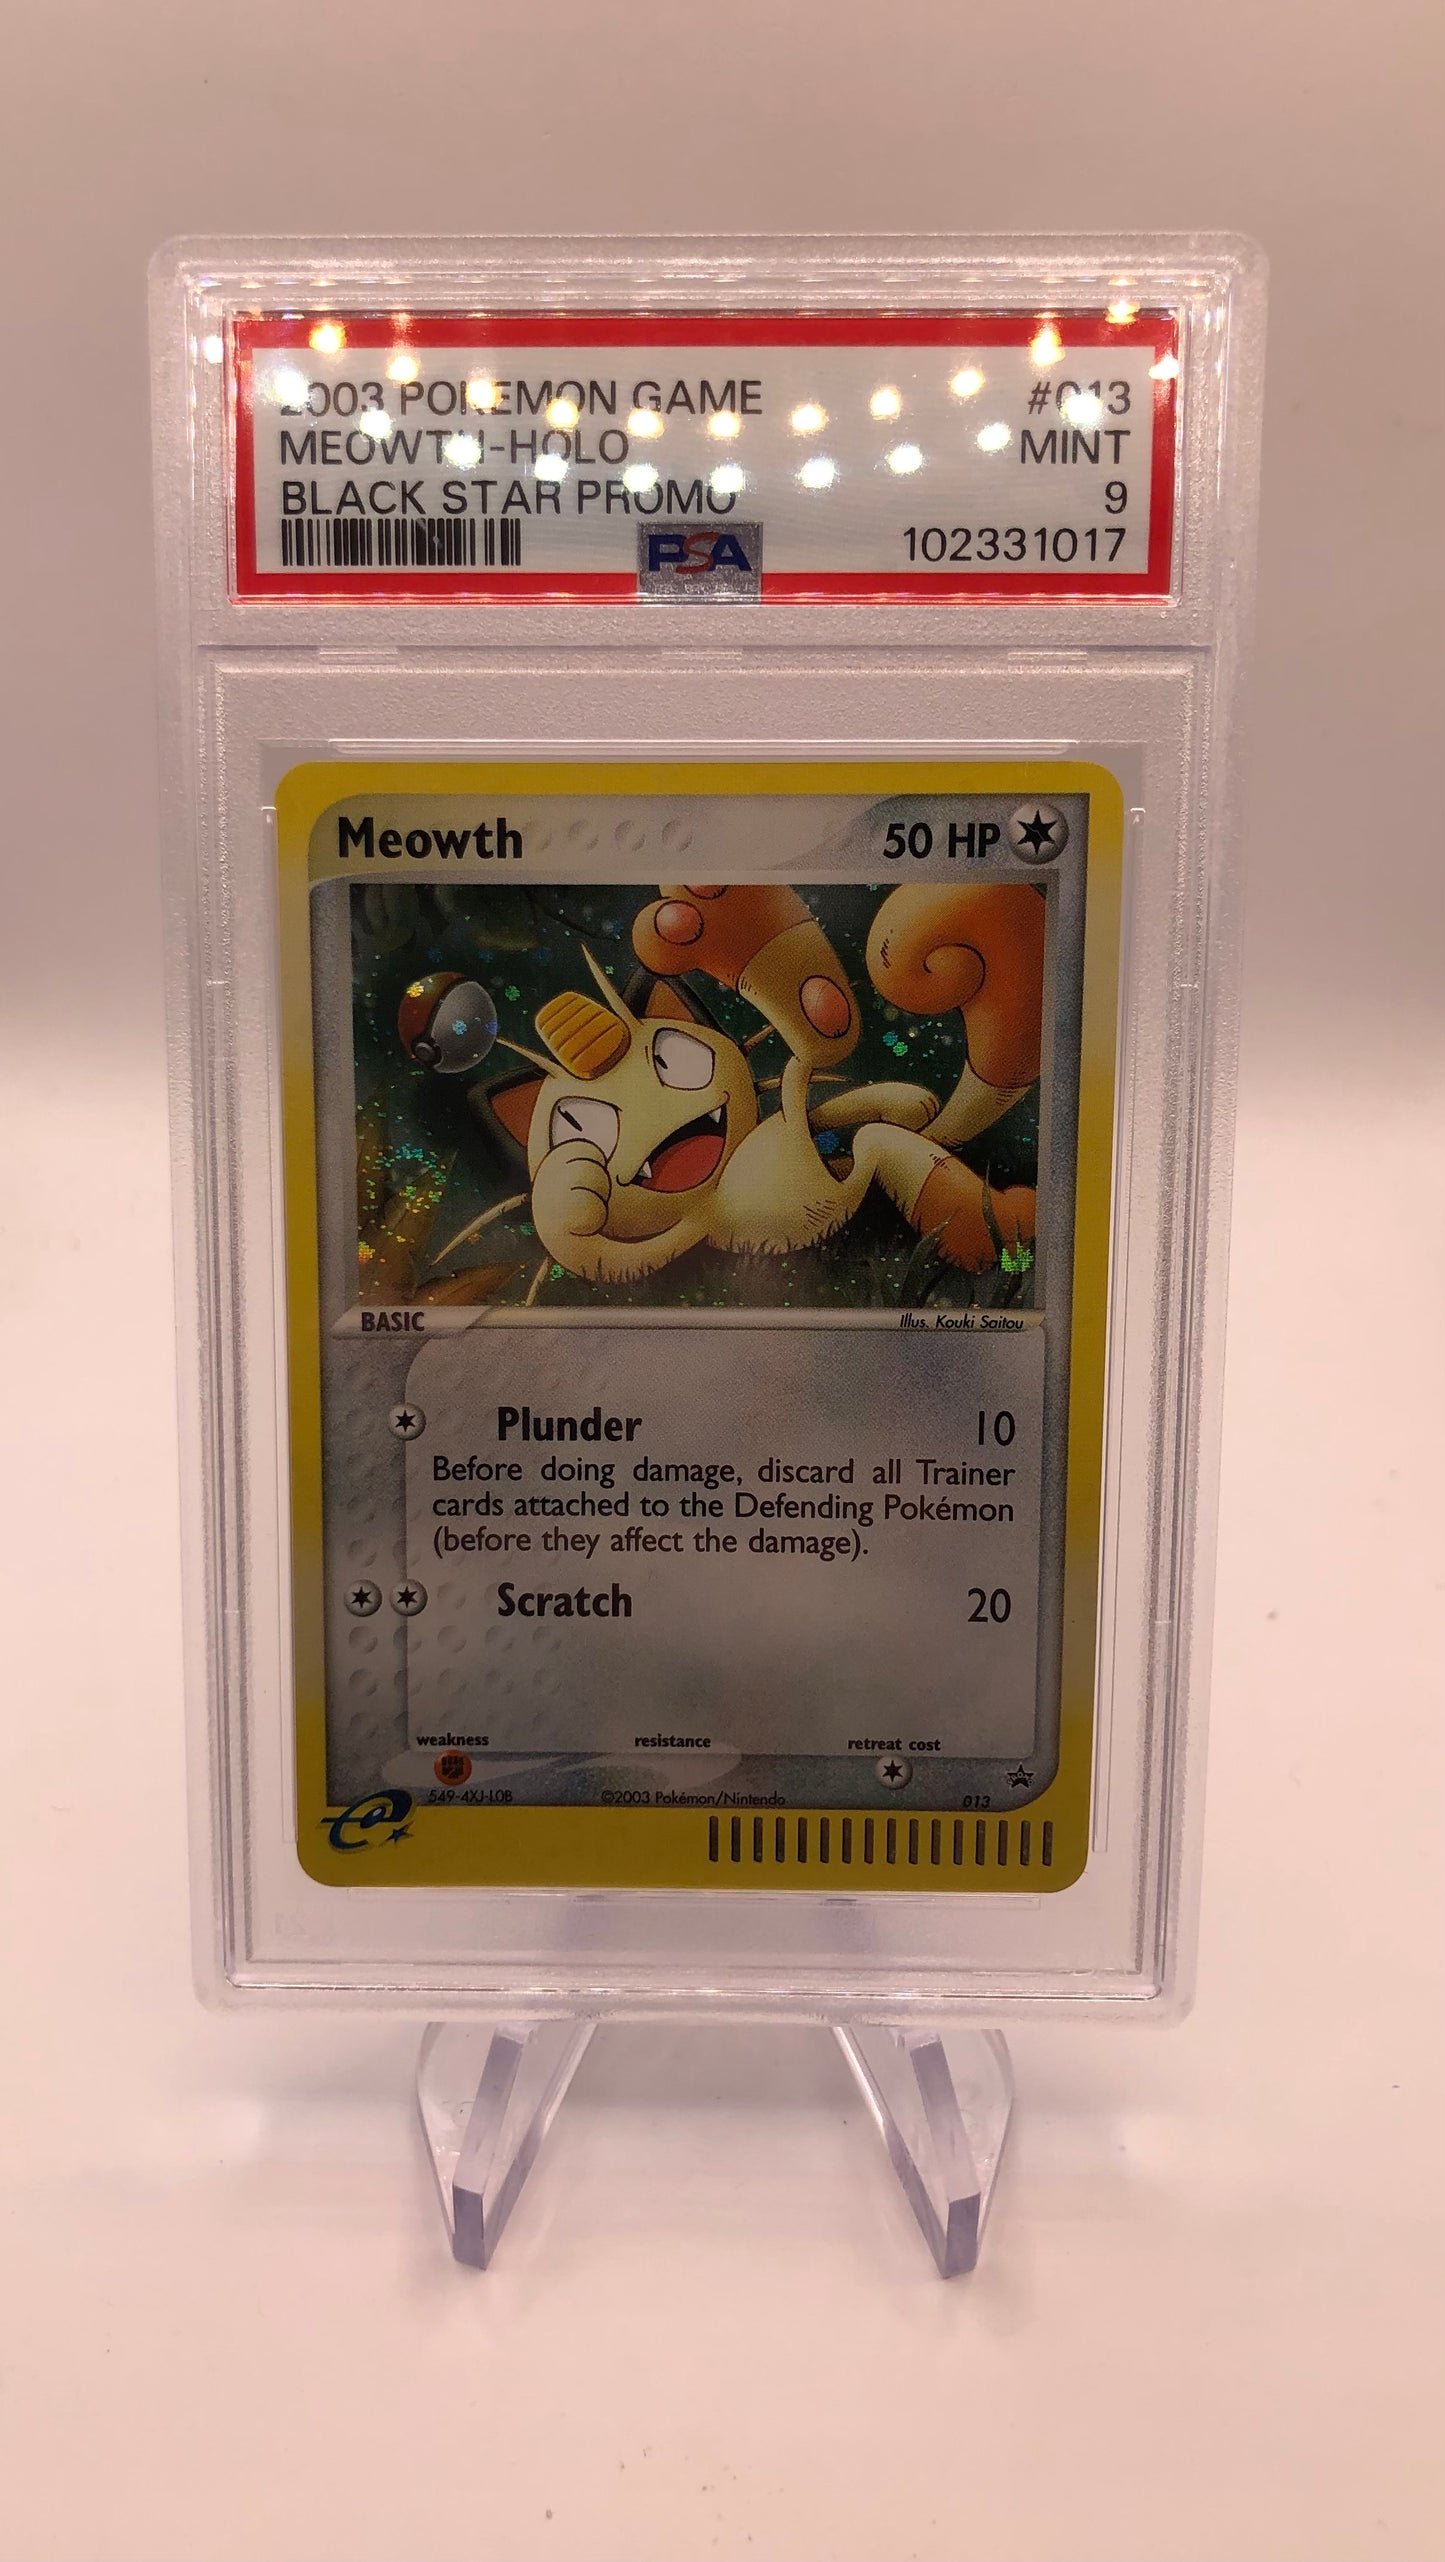 2003 POKEMON GAME #013
MEOWTH-HOLO MINT
BLACK STAR PROMO 9
PSA 102331017
Meowth 50 HP
BASIC Illus. Kouki Saitou
Plunder 10
Before doing damage, discard all Trainer
cards attached to the Defending Pokémon
(before they affect the damage).
Scratch 20
weakness resistance retreat cost
549-4XJ-L0B ©2003 Pokémon/Nintendo 013
e